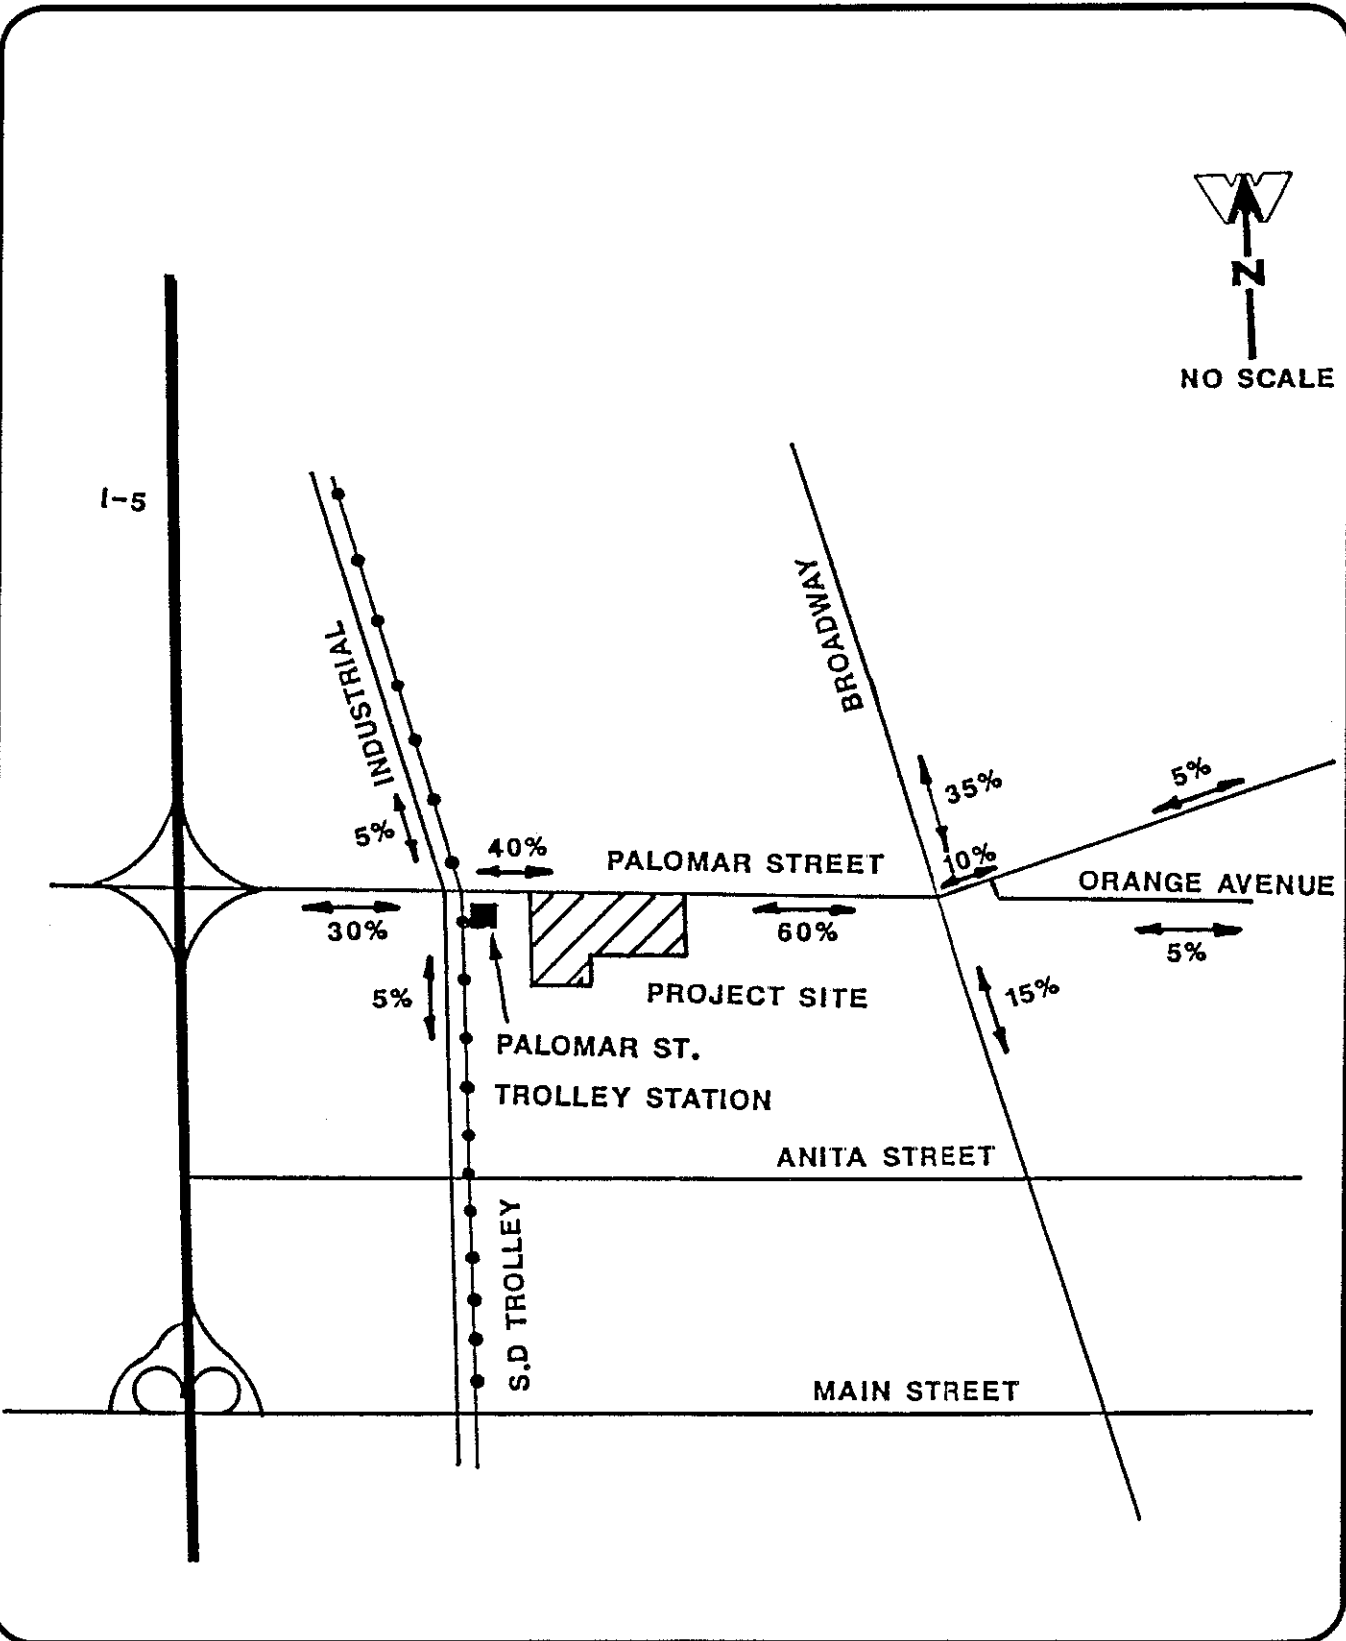 N
NO SCALE
I-5
INDUSTRIAL
BROADWAY
35%
5%
5%
40%
PALOMAR STREET
10%
ORANGE AVENUE
30%
60%
5%
5%
PROJECT SITE
15%
PALOMAR ST.
TROLLEY STATION
ANITA STREET
S.D TROLLEY
MAIN STREET